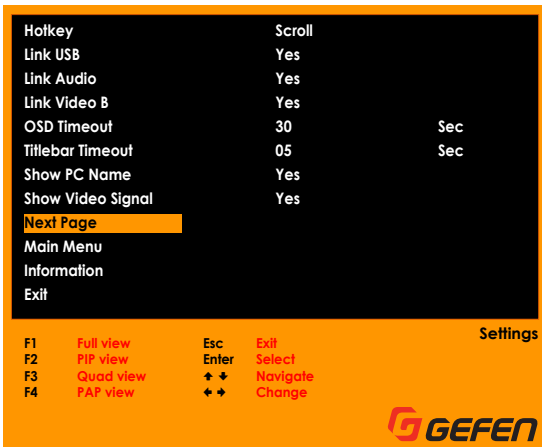 Hotkey Scroll
Link USB Yes
Link Audio Yes
Link Video B Yes
OSD Timeout 30 Sec
Titlebar Timeout 05 Sec
Show PC Name Yes
Show Video Signal Yes
Next Page
Main Menu
Information
Exit
Settings
F1 Full view Esc Exit
F2 PIP view Enter Select
F3 Quad view Navigate
F4 PAP view Change
GEFEN